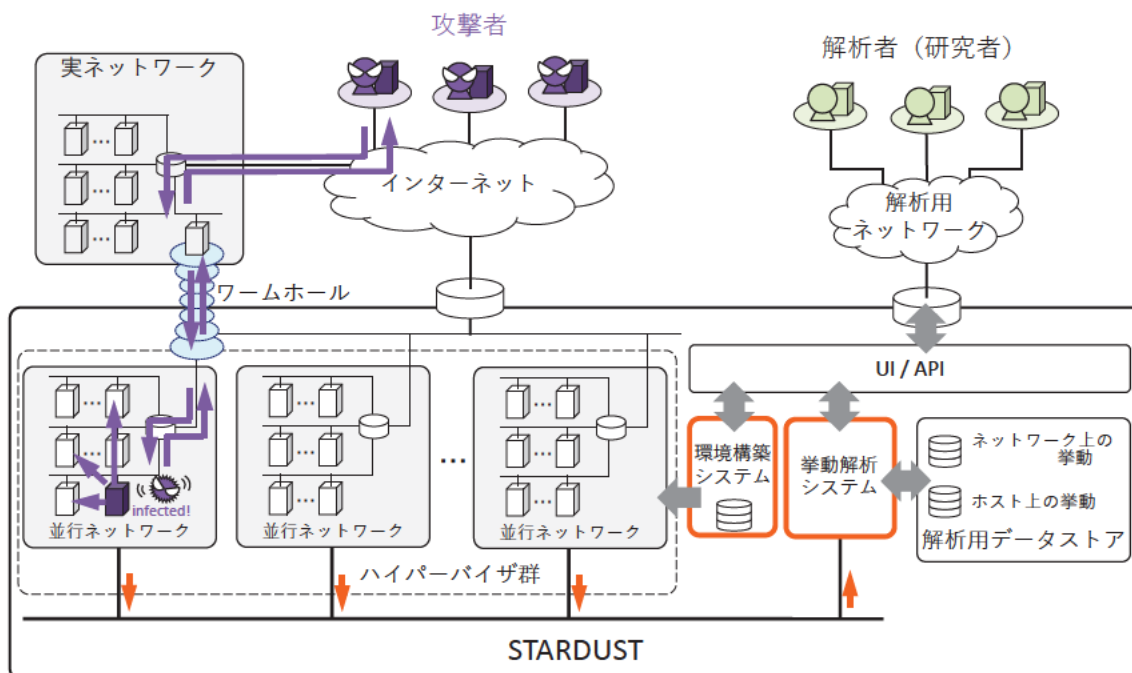 攻撃者
実ネットワーク
解析者（研究者）
...
...
...
インターネット
解析用
ネットワーク
ワームホール
UI / API
...
...
...
infected!
並行ネットワーク
...
...
...
並行ネットワーク
...
...
...
...
並行ネットワーク
環境構築
システム
挙動解析
システム
ネットワーク上の
挙動
ホスト上の挙動
解析用データストア
ハイパーバイザ群
STARDUST